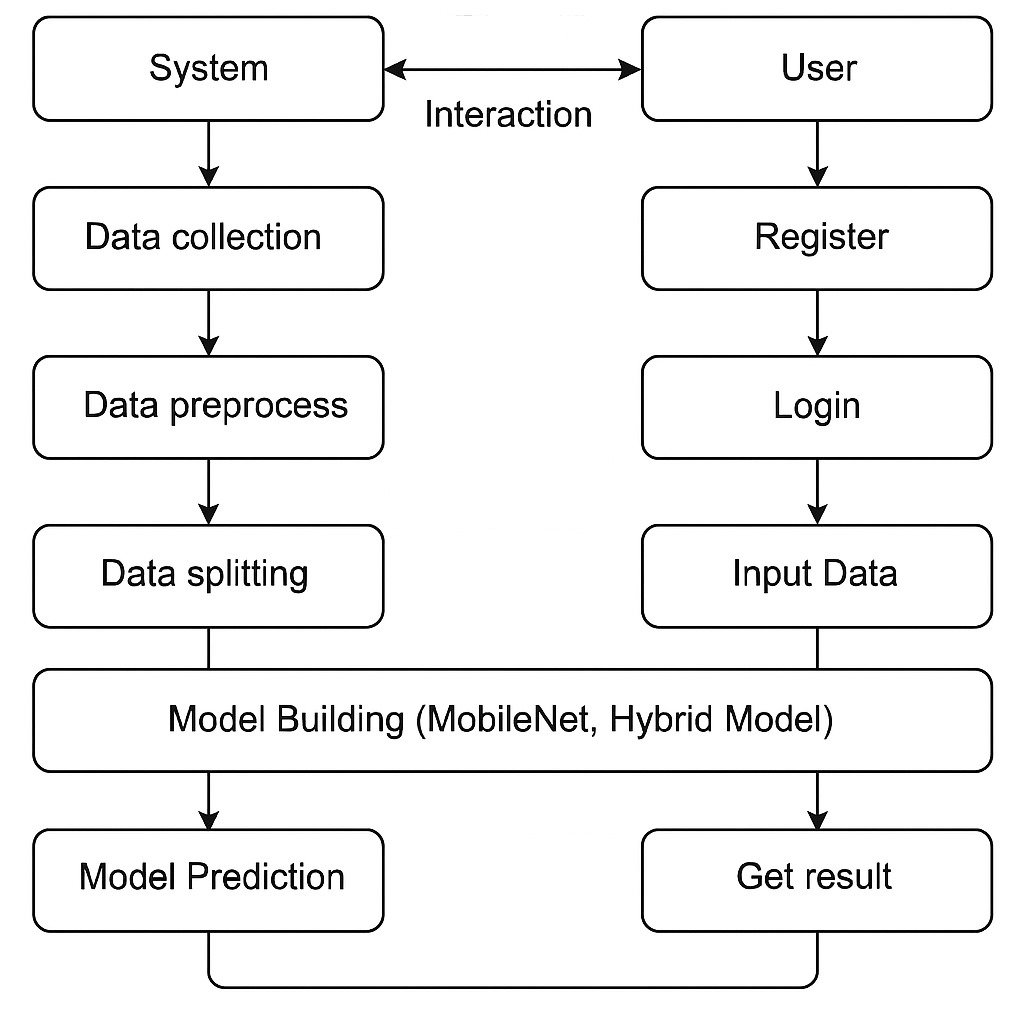 System
User
Interaction
Data collection
Register
Data preprocess
Login
Data splitting
Input Data
Model Building (MobileNet, Hybrid Model)
Model Prediction
Get result